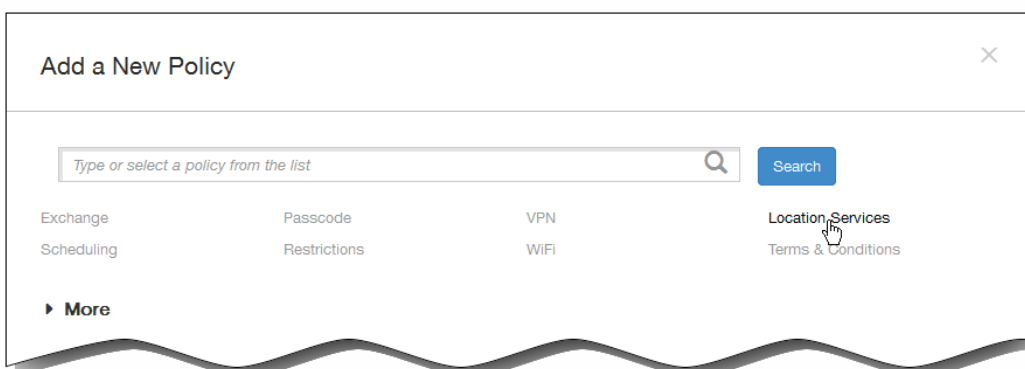 Add a New Policy
Type or select a policy from the list
Search
Exchange Passcode VPN Location Services
Scheduling Restrictions WiFi Terms & Conditions
More